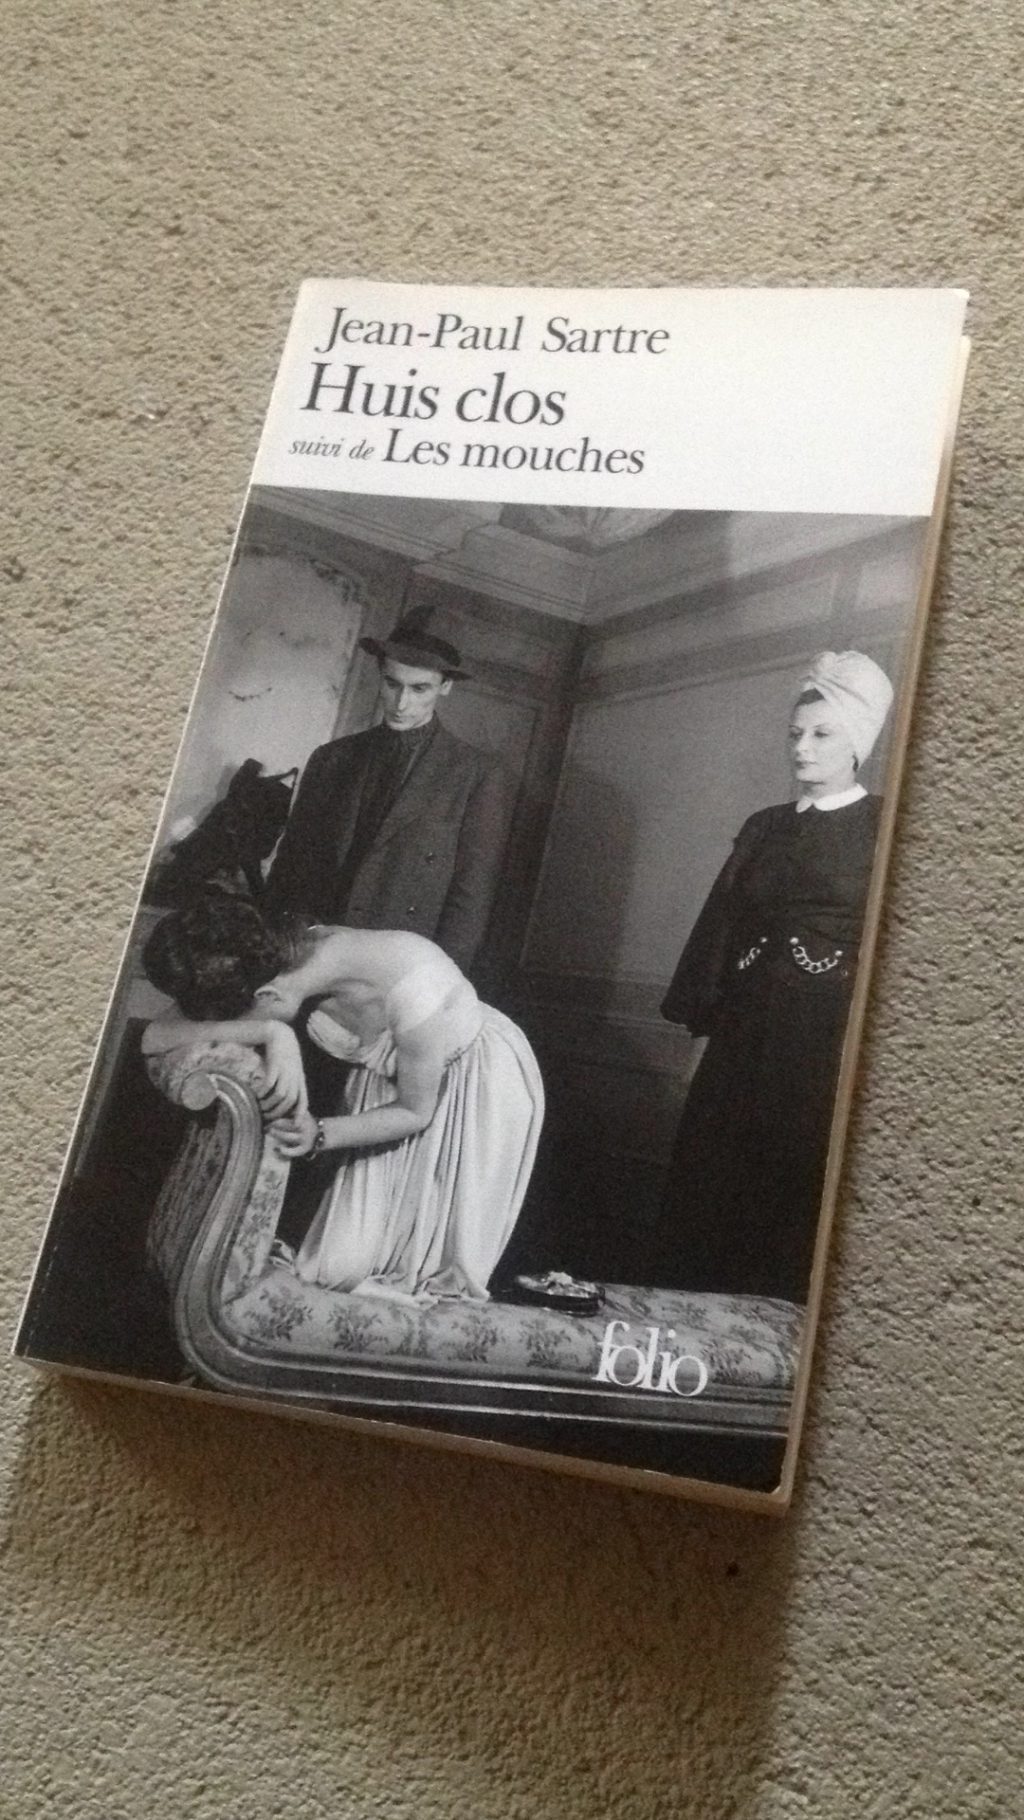 Jean-Paul Sartre
Huis clos
suivi de Les mouches
folio